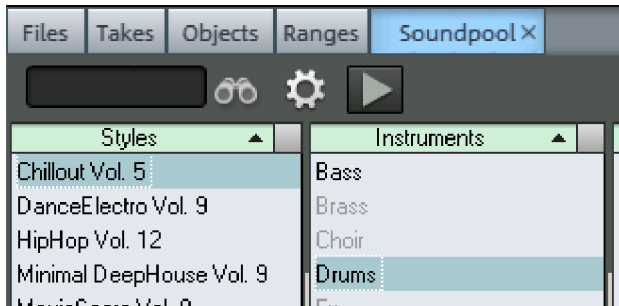 Files Takes Objects Ranges Soundpool ×
Styles Instruments
Chillout Vol. 5 Bass
DanceElectro Vol. 9 Brass
HipHop Vol. 12 Choir
Minimal DeepHouse Vol. 9 Drums